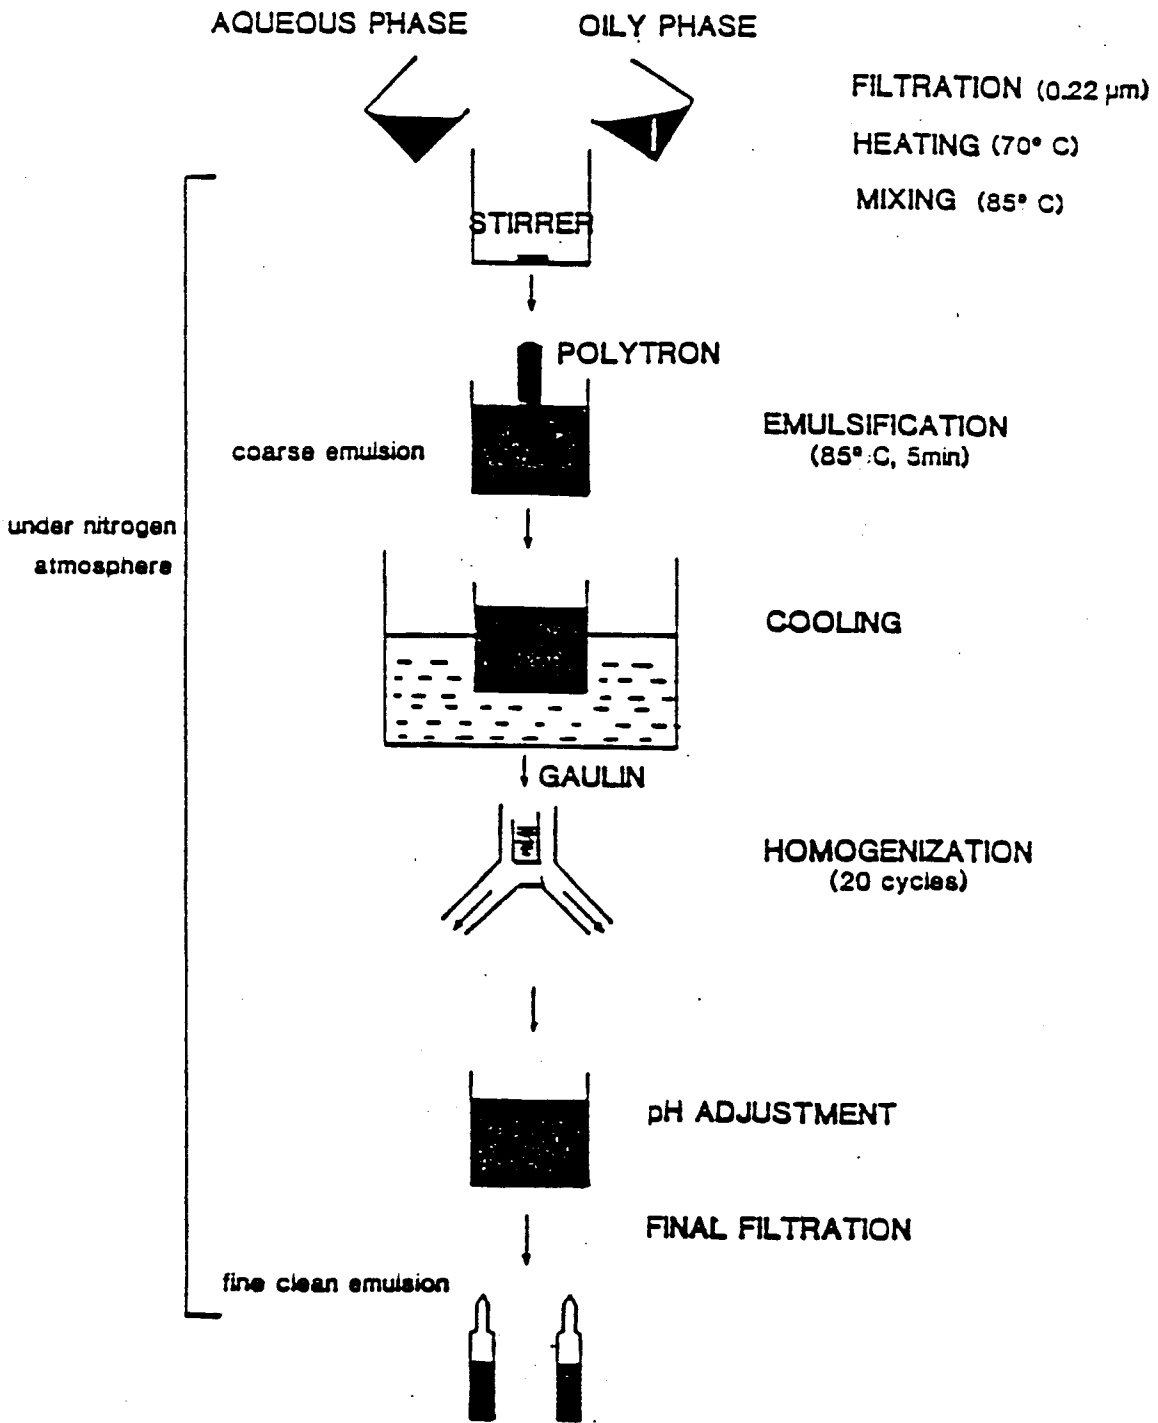 AQUEOUS PHASE
OILY PHASE
FILTRATION (0.22 µm)
HEATING (70° C)
MIXING (85° C)
STIRRER
POLYTRON
coarse emulsion
EMULSIFICATION
(85° C, 5min)
under nitrogen
atmosphere
COOLING
GAULIN
HOMOGENIZATION
(20 cycles)
pH ADJUSTMENT
FINAL FILTRATION
fine clean emulsion